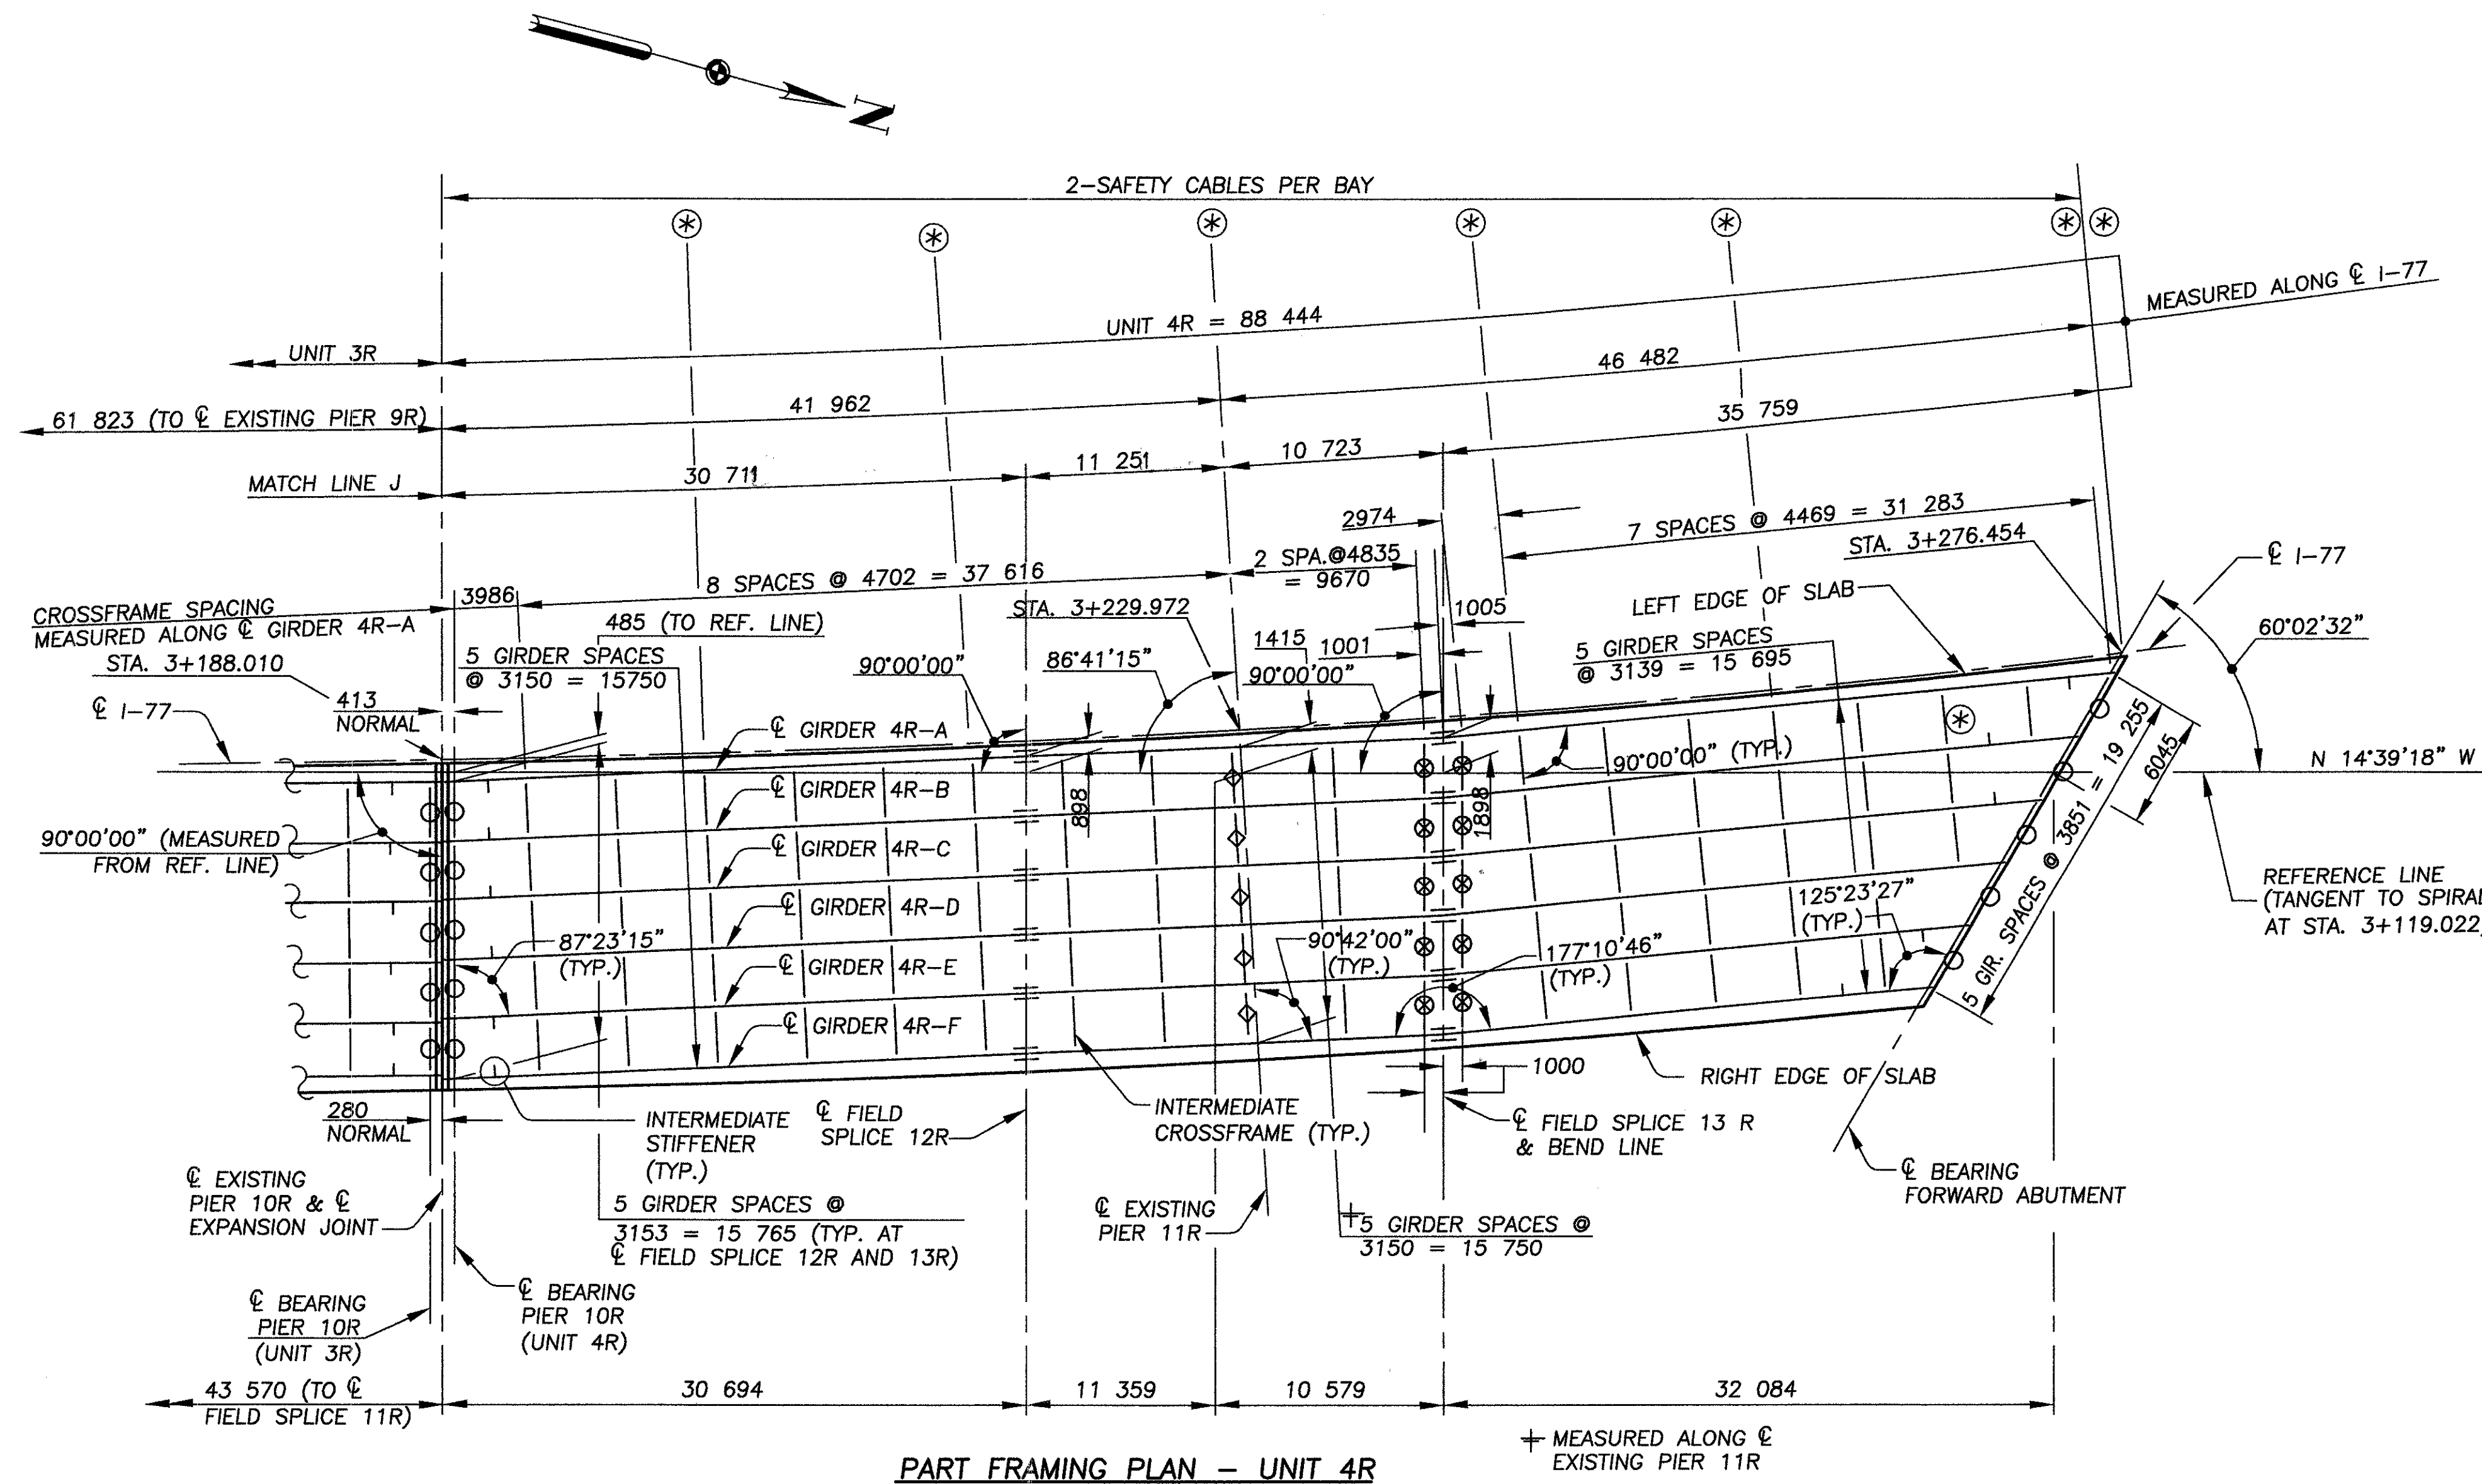 N
2-SAFETY CABLES PER BAY
UNIT 4R = 88 444
MEASURED ALONG ℄ I-77
UNIT 3R
46 482
61 823 (TO ℄ EXISTING PIER 9R)
41 962
35 759
MATCH LINE J
30 711
11 251
10 723
2974
7 SPACES @ 4469 = 31 283
STA. 3+276.454
℄ I-77
2 SPA.@4835
= 9670
8 SPACES @ 4702 = 37 616
3986
CROSSFRAME SPACING
MEASURED ALONG ℄ GIRDER 4R-A
485 (TO REF. LINE)
STA. 3+229.972
1005
LEFT EDGE OF SLAB
60°02'32"
STA. 3+188.010
5 GIRDER SPACES
@ 3150 = 15750
90°00'00"
86°41'15"
1415
1001
90°00'00"
5 GIRDER SPACES
@ 3139 = 15 695
413
NORMAL
℄ I-77
℄ GIRDER 4R-A
90°00'00" (TYP.)
N 14°39'18" W
℄ GIRDER 4R-B
898
1898
6045
5 GIR. SPACES @ 3851 = 19 255
90°00'00" (MEASURED
FROM REF. LINE)
℄ GIRDER 4R-C
REFERENCE LINE
(TANGENT TO SPIRAL
AT STA. 3+119.022)
℄ GIRDER 4R-D
125°23'27"
(TYP.)
87°23'15"
(TYP.)
90°42'00"
(TYP.)
177°10'46"
(TYP.)
℄ GIRDER 4R-E
℄ GIRDER 4R-F
1000
RIGHT EDGE OF SLAB
280
NORMAL
INTERMEDIATE
STIFFENER
(TYP.)
℄ FIELD
SPLICE 12R
INTERMEDIATE
CROSSFRAME (TYP.)
℄ FIELD SPLICE 13 R
& BEND LINE
℄ BEARING
FORWARD ABUTMENT
℄ EXISTING
PIER 10R & ℄
EXPANSION JOINT
5 GIRDER SPACES @
3153 = 15 765 (TYP. AT
℄ FIELD SPLICE 12R AND 13R)
℄ EXISTING
PIER 11R
‡5 GIRDER SPACES @
3150 = 15 750
℄ BEARING
PIER 10R
(UNIT 3R)
℄ BEARING
PIER 10R
(UNIT 4R)
43 570 (TO ℄
FIELD SPLICE 11R)
30 694
11 359
10 579
32 084
‡ MEASURED ALONG ℄
EXISTING PIER 11R
PART FRAMING PLAN - UNIT 4R